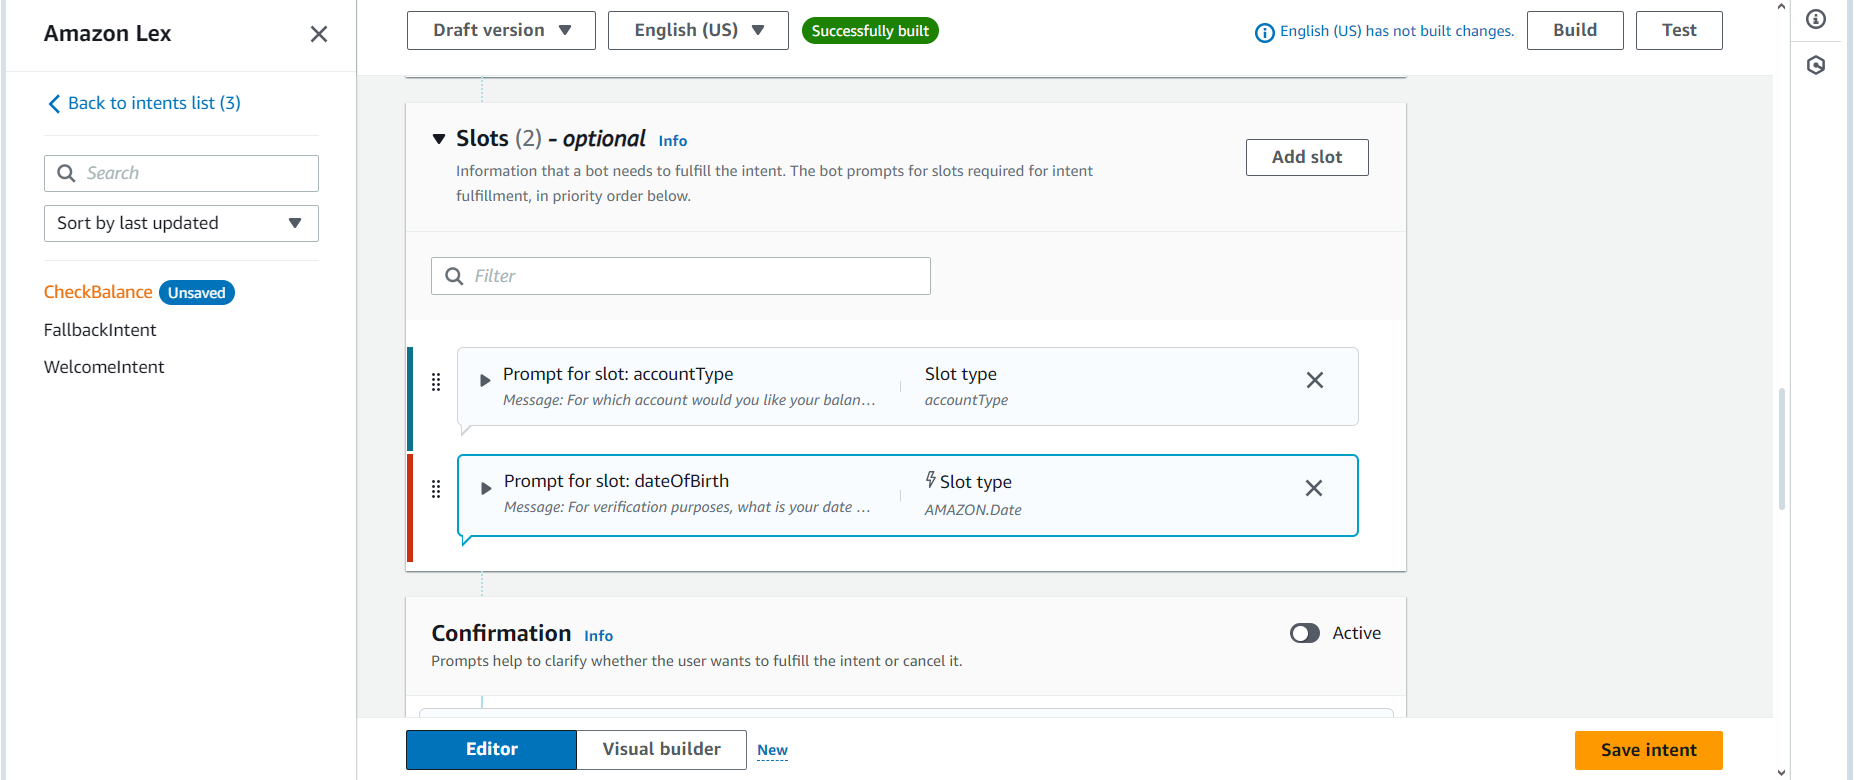 Amazon Lex
Back to intents list (3)
Search
Sort by last updated
CheckBalance Unsaved
FallbackIntent
WelcomeIntent
Draft version
English (US)
Successfully built
English (US) has not built changes.
Build
Test
Slots (2) - optional Info
Information that a bot needs to fulfill the intent. The bot prompts for slots required for intent
fulfillment, in priority order below.
Add slot
Filter
Prompt for slot: accountType
Message: For which account would you like your balan…
Slot type
accountType
Prompt for slot: dateOfBirth
Message: For verification purposes, what is your date …
Slot type
AMAZON.Date
Confirmation Info
Prompts help to clarify whether the user wants to fulfill the intent or cancel it.
Active
Editor
Visual builder
New
Save intent